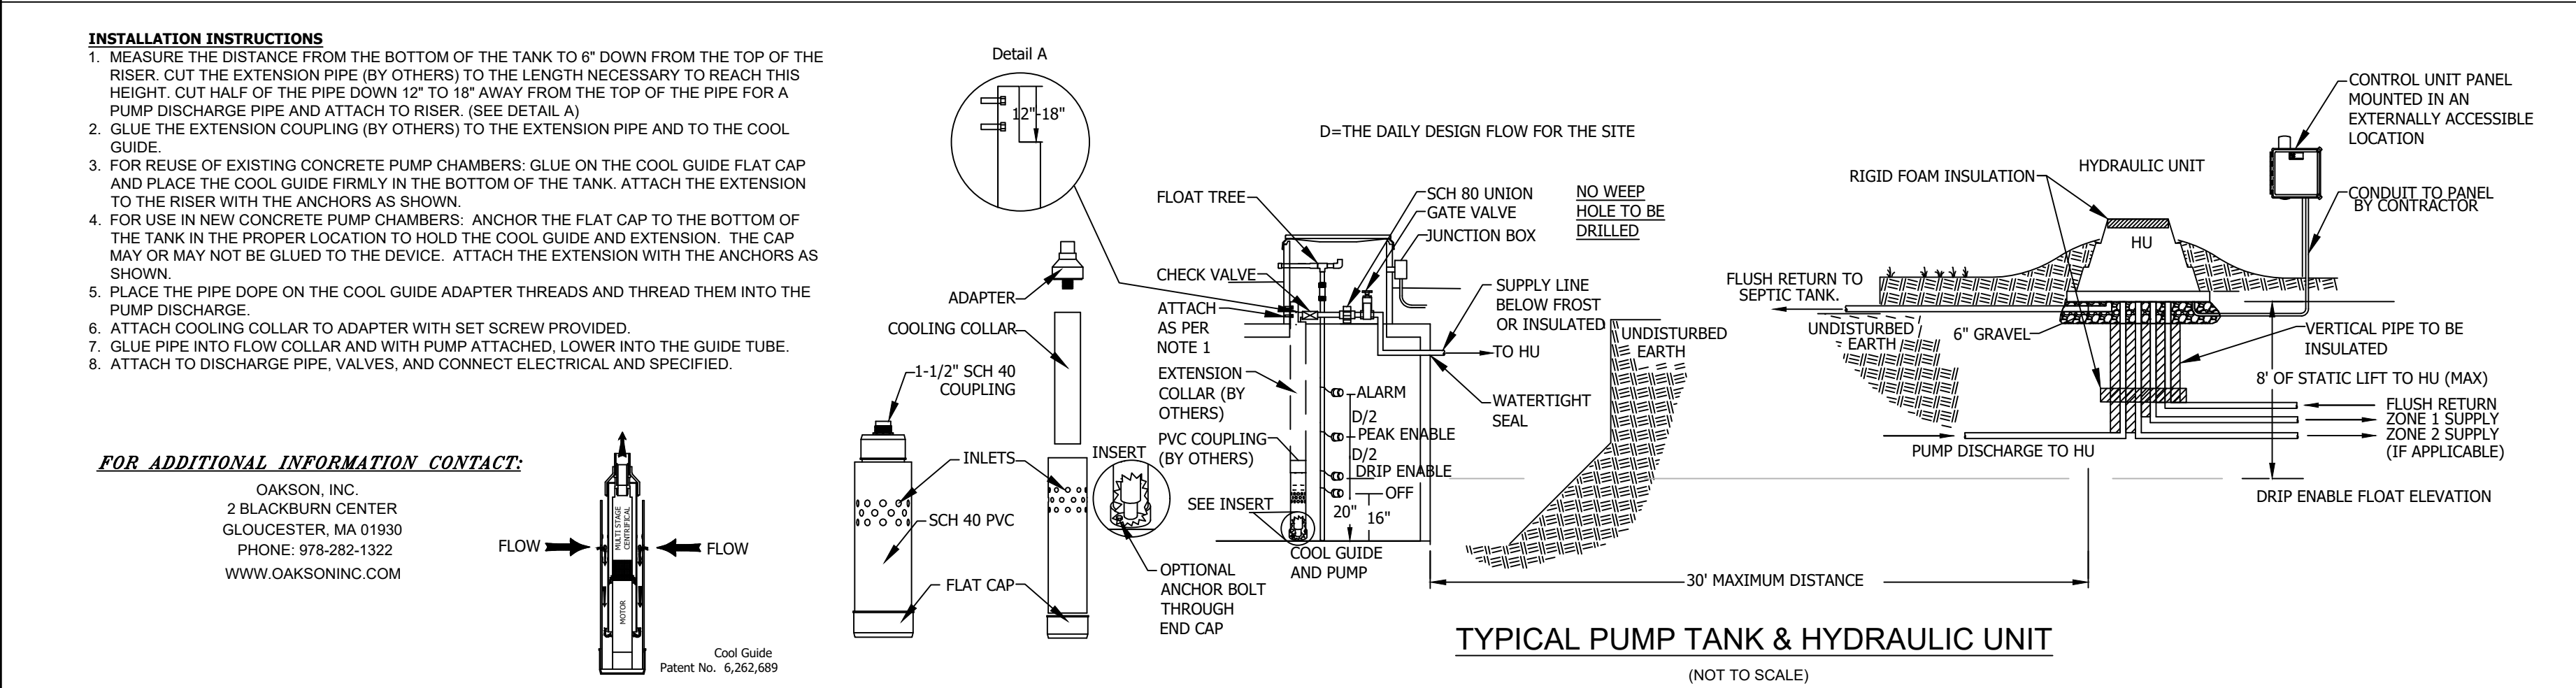 INSTALLATION INSTRUCTIONS
1. MEASURE THE DISTANCE FROM THE BOTTOM OF THE TANK TO 6" DOWN FROM THE TOP OF THE
RISER. CUT THE EXTENSION PIPE (BY OTHERS) TO THE LENGTH NECESSARY TO REACH THIS
HEIGHT. CUT HALF OF THE PIPE DOWN 12" TO 18" AWAY FROM THE TOP OF THE PIPE FOR A
PUMP DISCHARGE PIPE AND ATTACH TO RISER. (SEE DETAIL A)
2. GLUE THE EXTENSION COUPLING (BY OTHERS) TO THE EXTENSION PIPE AND TO THE COOL
GUIDE.
3. FOR REUSE OF EXISTING CONCRETE PUMP CHAMBERS: GLUE ON THE COOL GUIDE FLAT CAP
AND PLACE THE COOL GUIDE FIRMLY IN THE BOTTOM OF THE TANK. ATTACH THE EXTENSION
TO THE RISER WITH THE ANCHORS AS SHOWN.
4. FOR USE IN NEW CONCRETE PUMP CHAMBERS: ANCHOR THE FLAT CAP TO THE BOTTOM OF
THE TANK IN THE PROPER LOCATION TO HOLD THE COOL GUIDE AND EXTENSION. THE CAP
MAY OR MAY NOT BE GLUED TO THE DEVICE. ATTACH THE EXTENSION WITH THE ANCHORS AS
SHOWN.
5. PLACE THE PIPE DOPE ON THE COOL GUIDE ADAPTER THREADS AND THREAD THEM INTO THE
PUMP DISCHARGE.
6. ATTACH COOLING COLLAR TO ADAPTER WITH SET SCREW PROVIDED.
7. GLUE PIPE INTO FLOW COLLAR AND WITH PUMP ATTACHED, LOWER INTO THE GUIDE TUBE.
8. ATTACH TO DISCHARGE PIPE, VALVES, AND CONNECT ELECTRICAL AND SPECIFIED.
FOR ADDITIONAL INFORMATION CONTACT:
OAKSON, INC.
2 BLACKBURN CENTER
GLOUCESTER, MA 01930
PHONE: 978-282-1322
WWW.OAKSONINC.COM
FLOW
FLOW
MULTI STAGE
CENTRIFICAL
MOTOR
Cool Guide
Patent No. 6,262,689
Detail A
12"-18"
ADAPTER
COOLING COLLAR
1-1/2" SCH 40
COUPLING
INLETS
SCH 40 PVC
FLAT CAP
INSERT
OPTIONAL
ANCHOR BOLT
THROUGH
END CAP
D=THE DAILY DESIGN FLOW FOR THE SITE
FLOAT TREE
CHECK VALVE
ATTACH
AS PER
NOTE 1
EXTENSION
COLLAR (BY
OTHERS)
PVC COUPLING
(BY OTHERS)
SEE INSERT
SCH 80 UNION
GATE VALVE
JUNCTION BOX
NO WEEP
HOLE TO BE
DRILLED
SUPPLY LINE
BELOW FROST
OR INSULATED
TO HU
WATERTIGHT
SEAL
ALARM
D/2
PEAK ENABLE
D/2
DRIP ENABLE
OFF
20"
16"
COOL GUIDE
AND PUMP
UNDISTURBED
EARTH
30' MAXIMUM DISTANCE
FLUSH RETURN TO
SEPTIC TANK.
RIGID FOAM INSULATION
HYDRAULIC UNIT
HU
UNDISTURBED
EARTH
6" GRAVEL
PUMP DISCHARGE TO HU
CONTROL UNIT PANEL
MOUNTED IN AN
EXTERNALLY ACCESSIBLE
LOCATION
CONDUIT TO PANEL
BY CONTRACTOR
VERTICAL PIPE TO BE
INSULATED
8' OF STATIC LIFT TO HU (MAX)
FLUSH RETURN
ZONE 1 SUPPLY
ZONE 2 SUPPLY
(IF APPLICABLE)
DRIP ENABLE FLOAT ELEVATION
TYPICAL PUMP TANK & HYDRAULIC UNIT
(NOT TO SCALE)